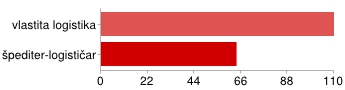 vlastita logistika
špediter-logističar
0 22 44 66 88 110